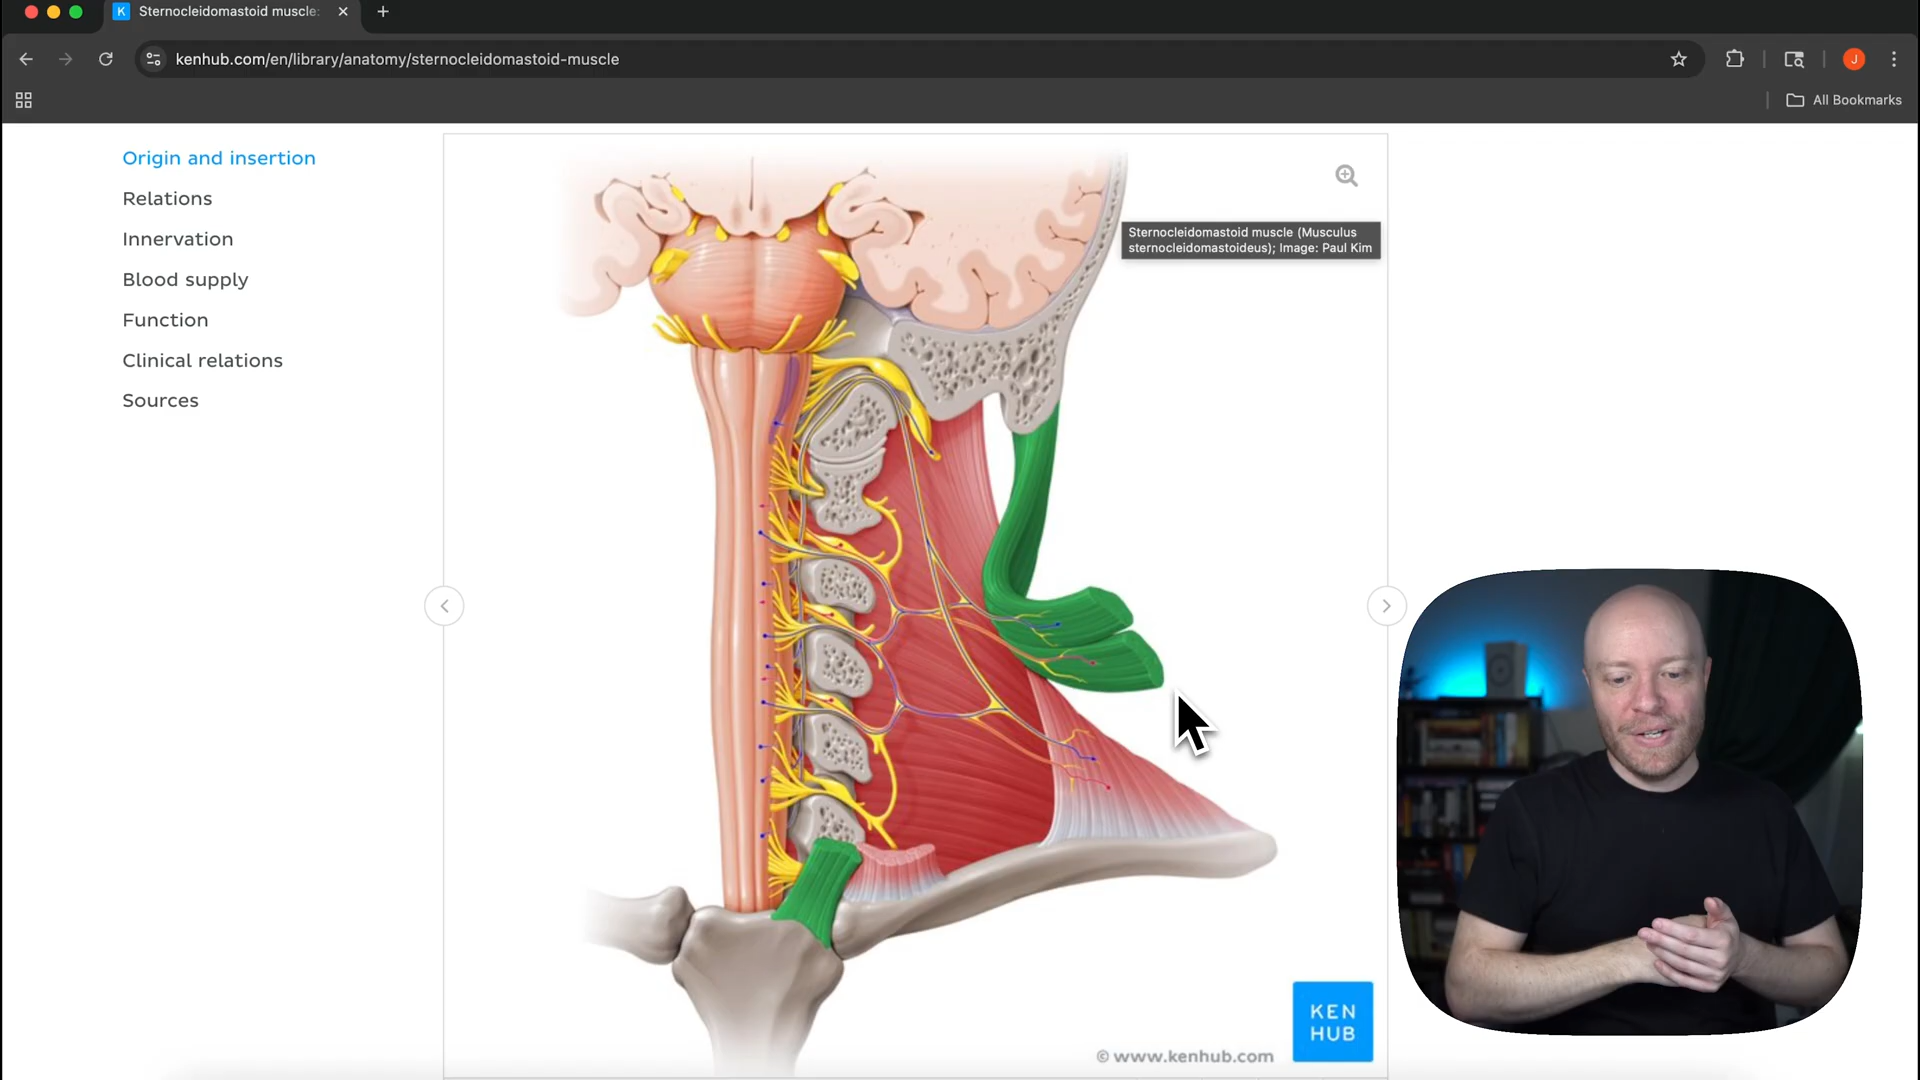 Sternocleidomastoid muscle:
kenhub.com/en/library/anatomy/sternocleidomastoid-muscle
J
All Bookmarks
Origin and insertion
Relations
Innervation
Blood supply
Function
Clinical relations
Sources
Sternocleidomastoid muscle (Musculus
sternocleidomastoideus); Image: Paul Kim
KEN
HUB
© www.kenhub.com